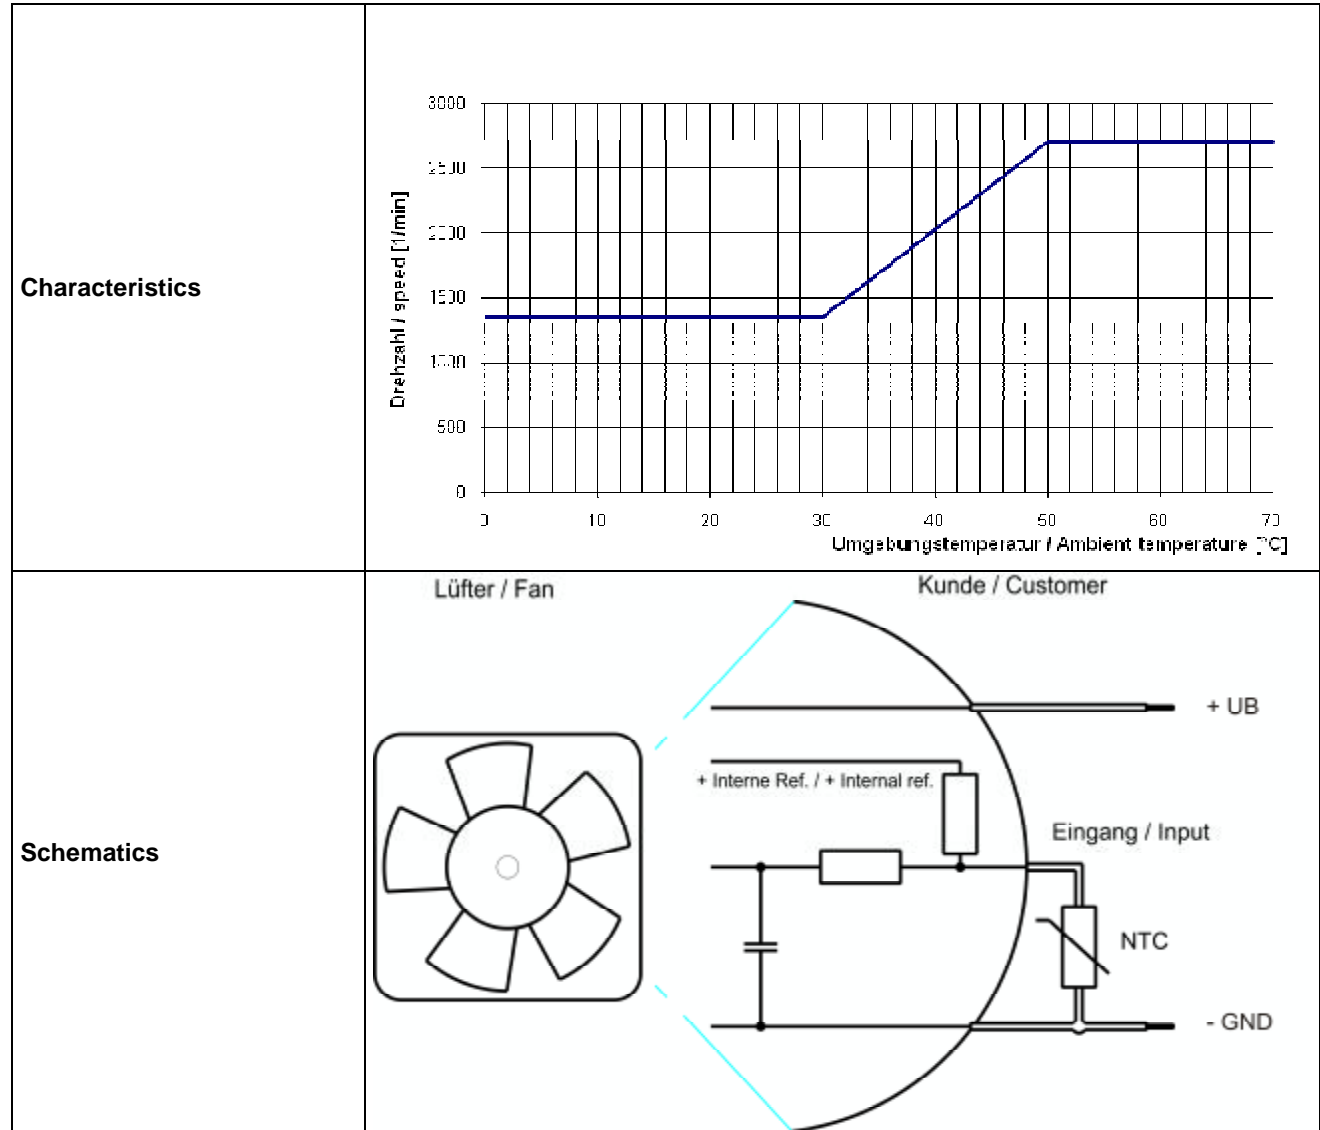 Characteristics
3000
2500
2000
1500
1000
500
0
Drehzahl / speed [1/min]
0
10
20
30
40
50
60
70
Umgebungstemperatur / Ambient temperature [°C]
Schematics
Lüfter / Fan
Kunde / Customer
+ UB
+ Interne Ref. / + Internal ref.
Eingang / Input
NTC
- GND